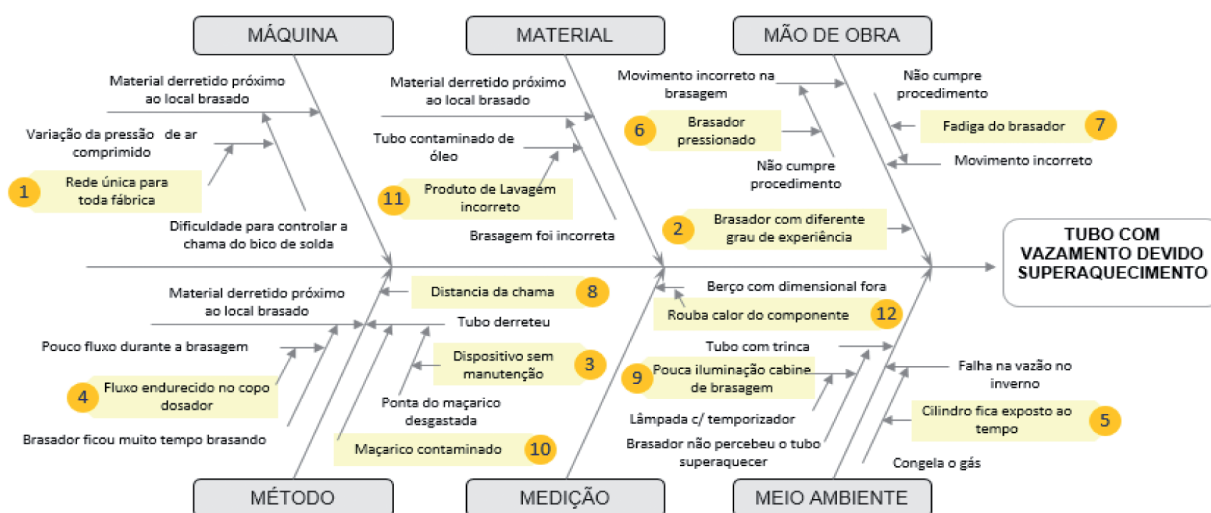 MÁQUINA
MATERIAL
MÃO DE OBRA
Material derretido próximo
ao local brasado
Variação da pressão de ar
comprimido
1
Rede única para
toda fábrica
Dificuldade para controlar a
chama do bico de solda
Material derretido próximo
ao local brasado
Tubo contaminado de
óleo
11
Produto de Lavagem
incorreto
Brasagem foi incorreta
Movimento incorreto na
brasagem
6
Brasador
pressionado
Não cumpre
procedimento
Não cumpre
procedimento
Fadiga do brasador
7
Movimento incorreto
2
Brasador com diferente
grau de experiência
TUBO COM
VAZAMENTO DEVIDO
SUPERAQUECIMENTO
Material derretido próximo
ao local brasado
Distancia da chama
8
Pouco fluxo durante a brasagem
Tubo derreteu
4
Fluxo endurecido no copo
dosador
Dispositivo sem
manutenção
3
Ponta do maçarico
desgastada
Brasador ficou muito tempo brasando
Maçarico contaminado
10
Berço com dimensional fora
Rouba calor do componente
12
Tubo com trinca
9
Pouca iluminação cabine
de brasagem
Lâmpada c/ temporizador
Brasador não percebeu o tubo
superaquecer
Falha na vazão no
inverno
Cilindro fica exposto ao
tempo
5
Congela o gás
MÉTODO
MEDIÇÃO
MEIO AMBIENTE